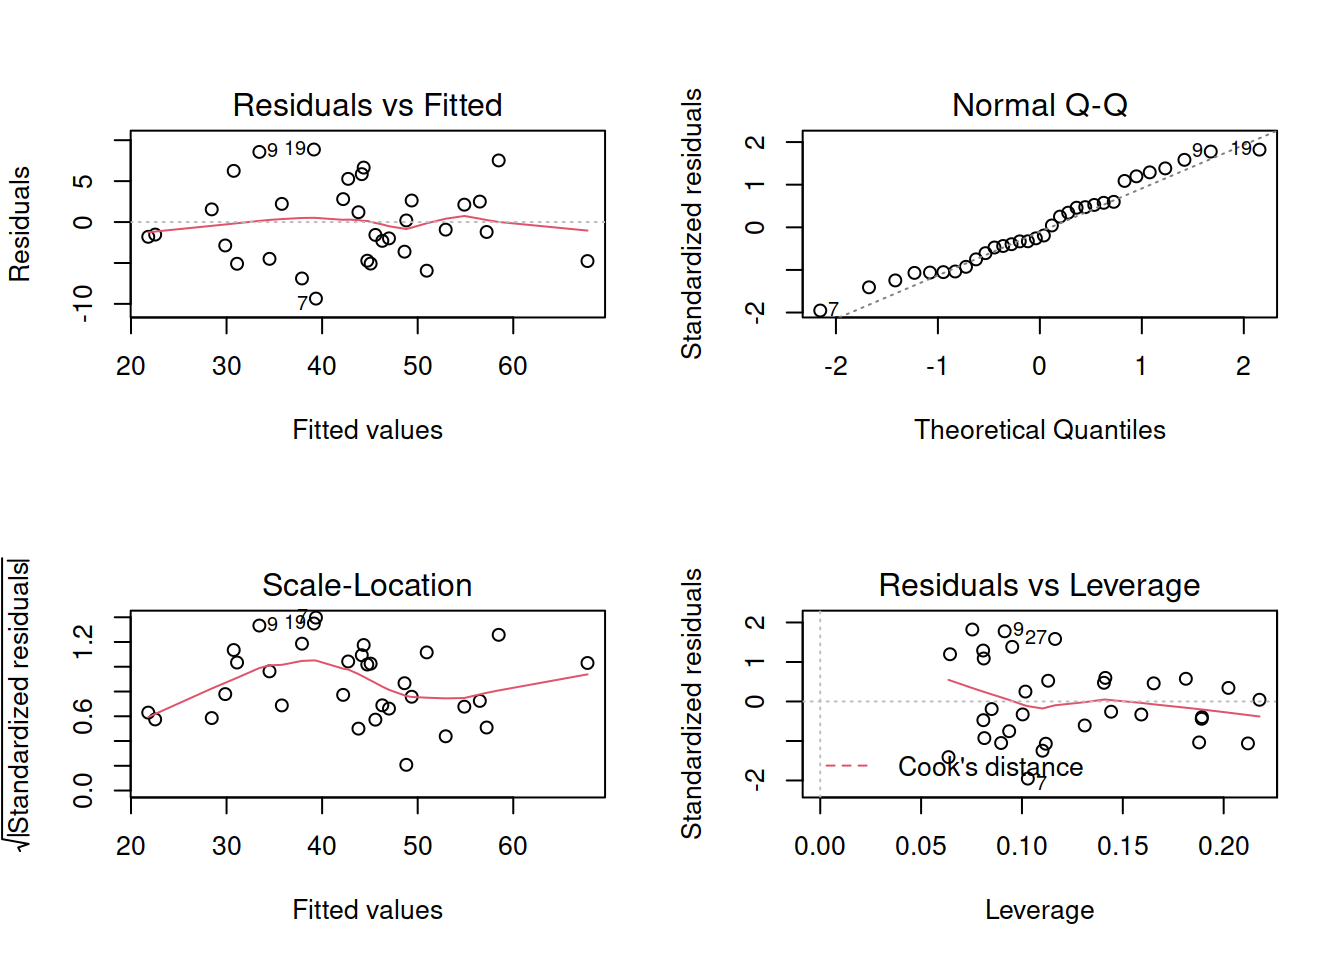 Residuals vs Fitted
Residuals
5
0
-10
9
19
7
20 30 40 50 60
Fitted values
Normal Q-Q
Standardized residuals
2
1
0
-2
7
9
19
-2 -1 0 1 2
Theoretical Quantiles
Scale-Location
√|Standardized residuals|
1.2
0.6
0.0
9
19
7
20 30 40 50 60
Fitted values
Residuals vs Leverage
Standardized residuals
2
1
0
-2
9
27
Cook's distance
7
0.00 0.05 0.10 0.15 0.20
Leverage